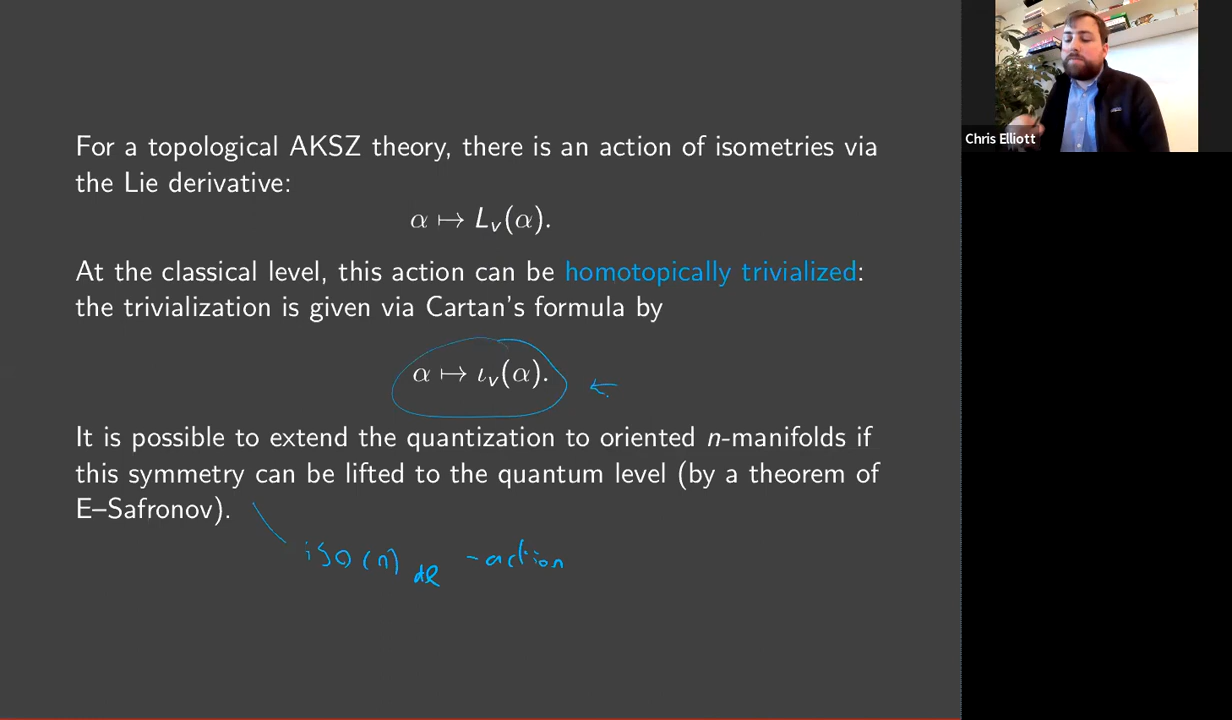 For a topological AKSZ theory, there is an action of isometries via
the Lie derivative:
α ↦ L_v(α).
At the classical level, this action can be homotopically trivialized:
the trivialization is given via Cartan's formula by
α ↦ ι_v(α).
It is possible to extend the quantization to oriented n-manifolds if
this symmetry can be lifted to the quantum level (by a theorem of
E–Safronov).
iso(n)_dR -action
Chris Elliott